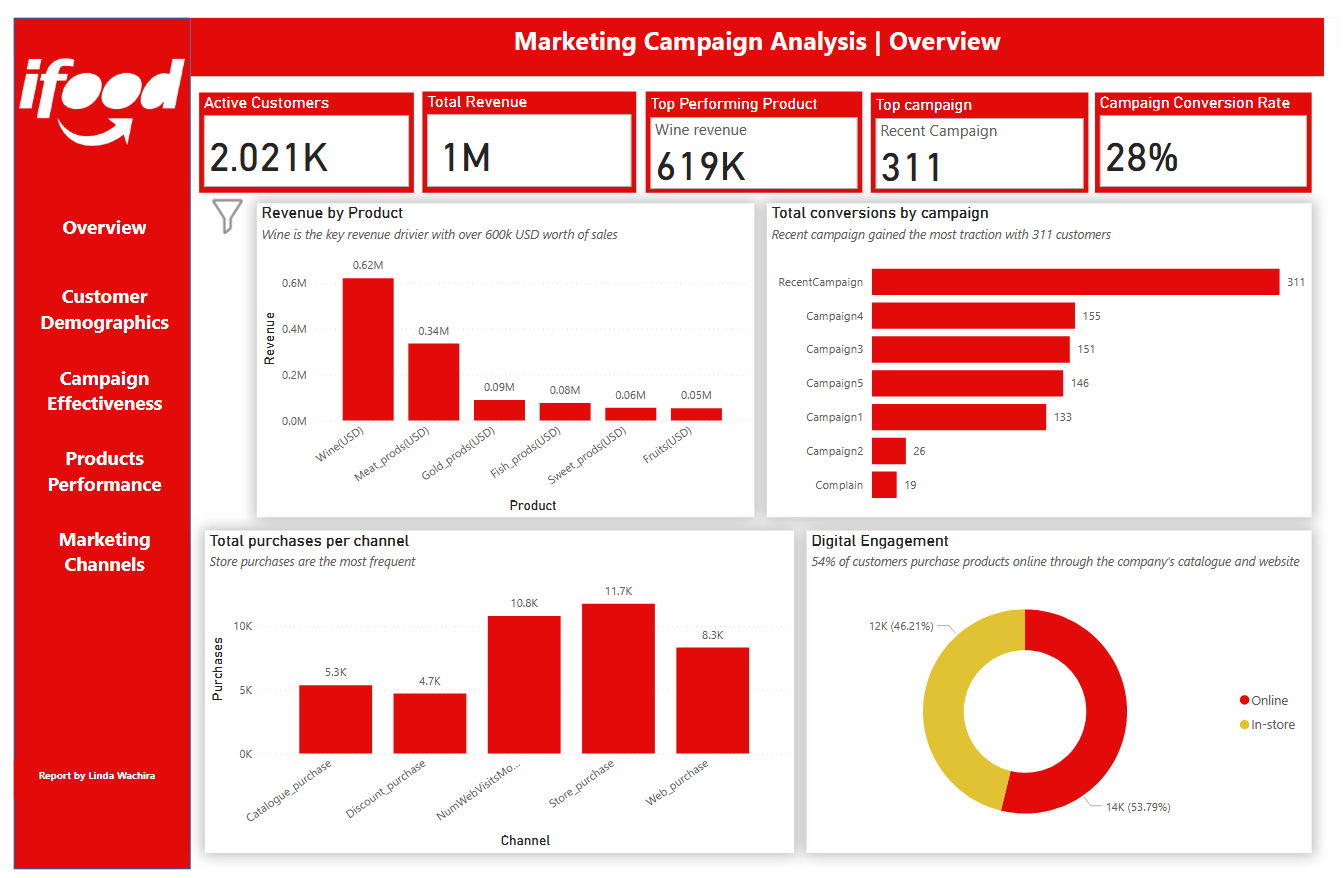 Marketing Campaign Analysis | Overview
ifood
Overview
Customer
Demographics
Campaign
Effectiveness
Products
Performance
Marketing
Channels
Report by Linda Wachira
Active Customers
2.021K
Total Revenue
1M
Top Performing Product
Wine revenue
619K
Top campaign
Recent Campaign
311
Campaign Conversion Rate
28%
Revenue by Product
Wine is the key revenue drivier with over 600k USD worth of sales
Revenue
0.6M
0.4M
0.2M
0.0M
0.62M
0.34M
0.09M
0.08M
0.06M
0.05M
Wine(USD)
Meat_prods(USD)
Gold_prods(USD)
Fish_prods(USD)
Sweet_prods(USD)
Fruits(USD)
Product
Total conversions by campaign
Recent campaign gained the most traction with 311 customers
RecentCampaign 311
Campaign4 155
Campaign3 151
Campaign5 146
Campaign1 133
Campaign2 26
Complain 19
Total purchases per channel
Store purchases are the most frequent
Purchases
10K
5K
0K
5.3K
4.7K
10.8K
11.7K
8.3K
Catalogue_purchase
Discount_purchase
NumWebVisitsMo...
Store_purchase
Web_purchase
Channel
Digital Engagement
54% of customers purchase products online through the company's catalogue and website
12K (46.21%)
14K (53.79%)
Online
In-store